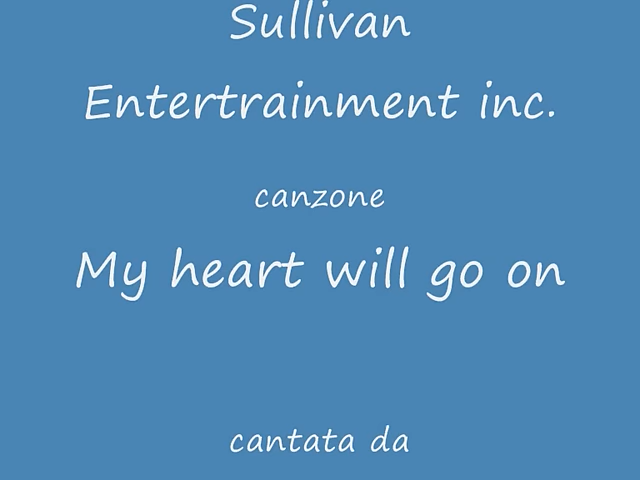 Sullivan
Entertrainment inc.
canzone
My heart will go on
cantata da